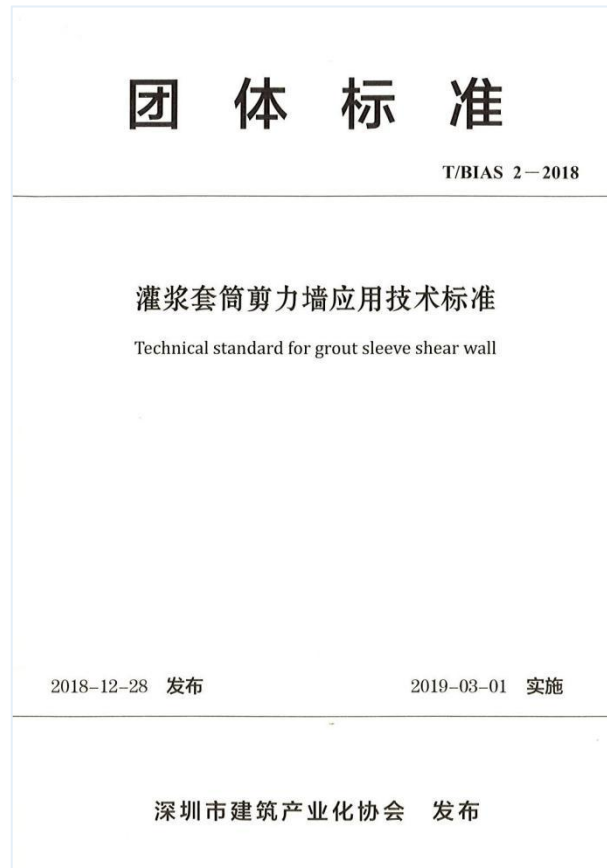 团体标准
T/BIAS 2—2018
灌浆套筒剪力墙应用技术标准
Technical standard for grout sleeve shear wall
2018-12-28 发布 2019-03-01 实施
深圳市建筑产业化协会 发布